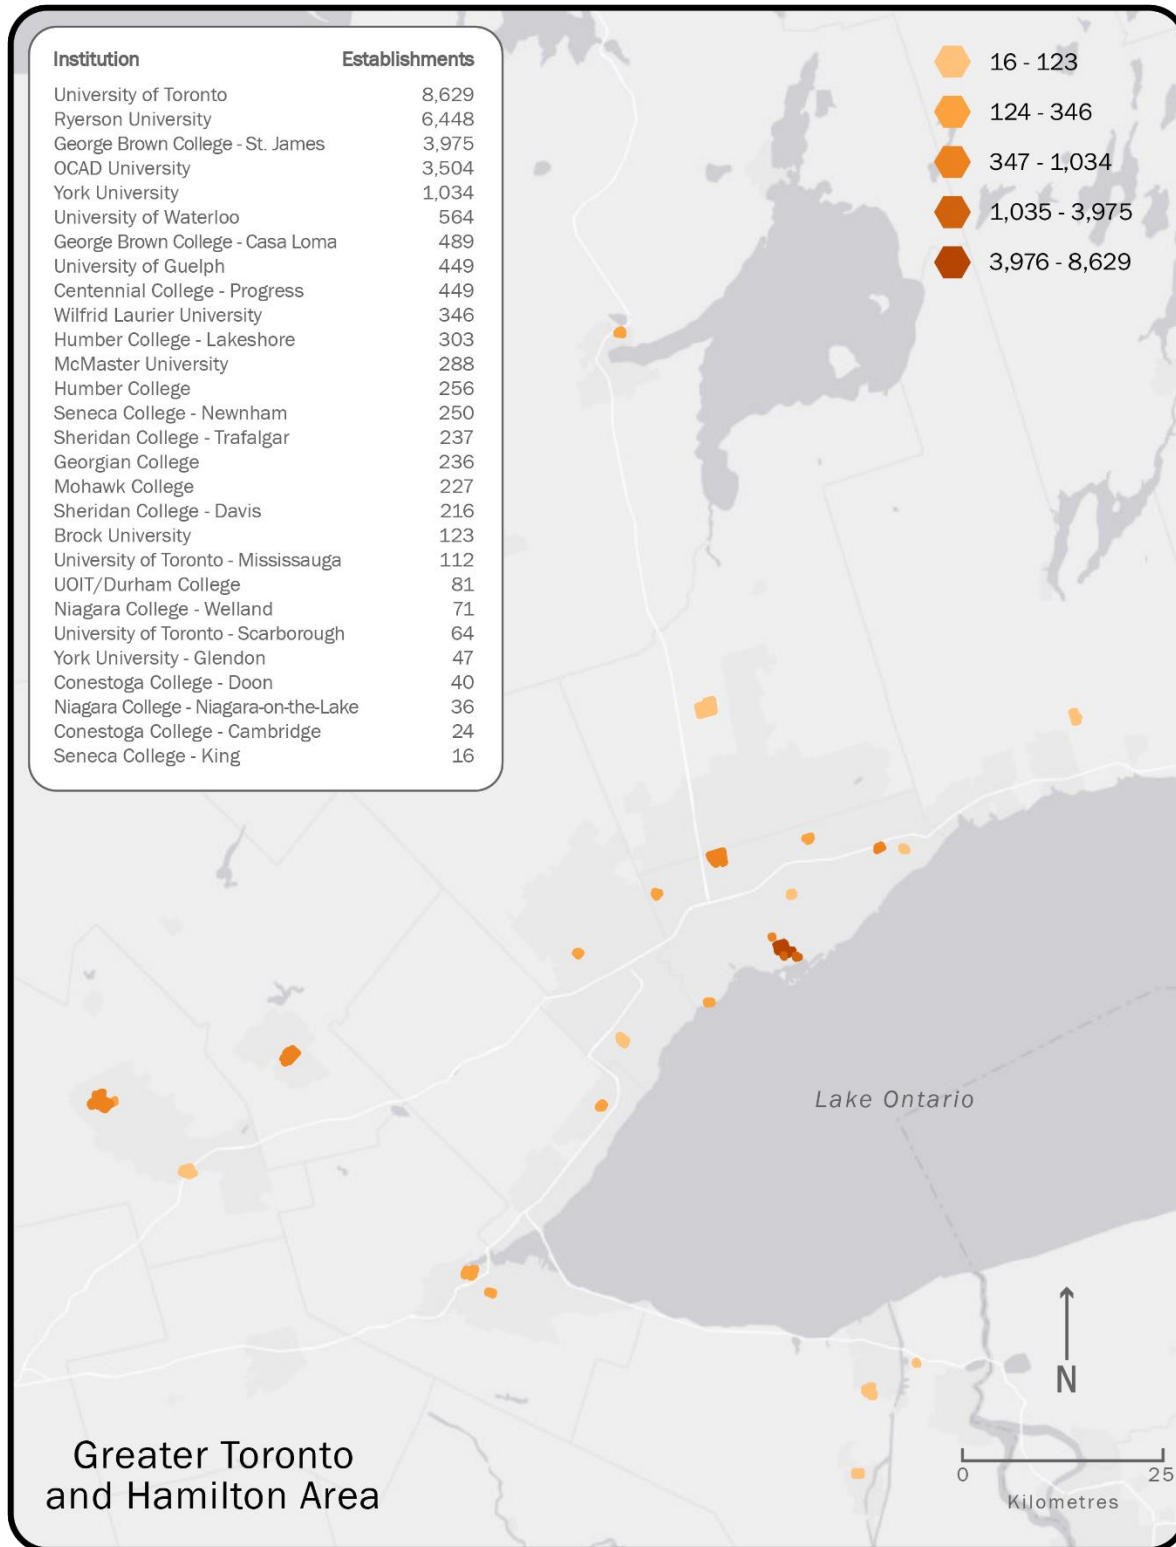 Institution Establishments
University of Toronto 8,629
Ryerson University 6,448
George Brown College - St. James 3,975
OCAD University 3,504
York University 1,034
University of Waterloo 564
George Brown College - Casa Loma 489
University of Guelph 449
Centennial College - Progress 449
Wilfrid Laurier University 346
Humber College - Lakeshore 303
McMaster University 288
Humber College 256
Seneca College - Newnham 250
Sheridan College - Trafalgar 237
Georgian College 236
Mohawk College 227
Sheridan College - Davis 216
Brock University 123
University of Toronto - Mississauga 112
UOIT/Durham College 81
Niagara College - Welland 71
University of Toronto - Scarborough 64
York University - Glendon 47
Conestoga College - Doon 40
Niagara College - Niagara-on-the-Lake 36
Conestoga College - Cambridge 24
Seneca College - King 16
16 - 123
124 - 346
347 - 1,034
1,035 - 3,975
3,976 - 8,629
Lake Ontario
N
0 25
Kilometres
Greater Toronto
and Hamilton Area